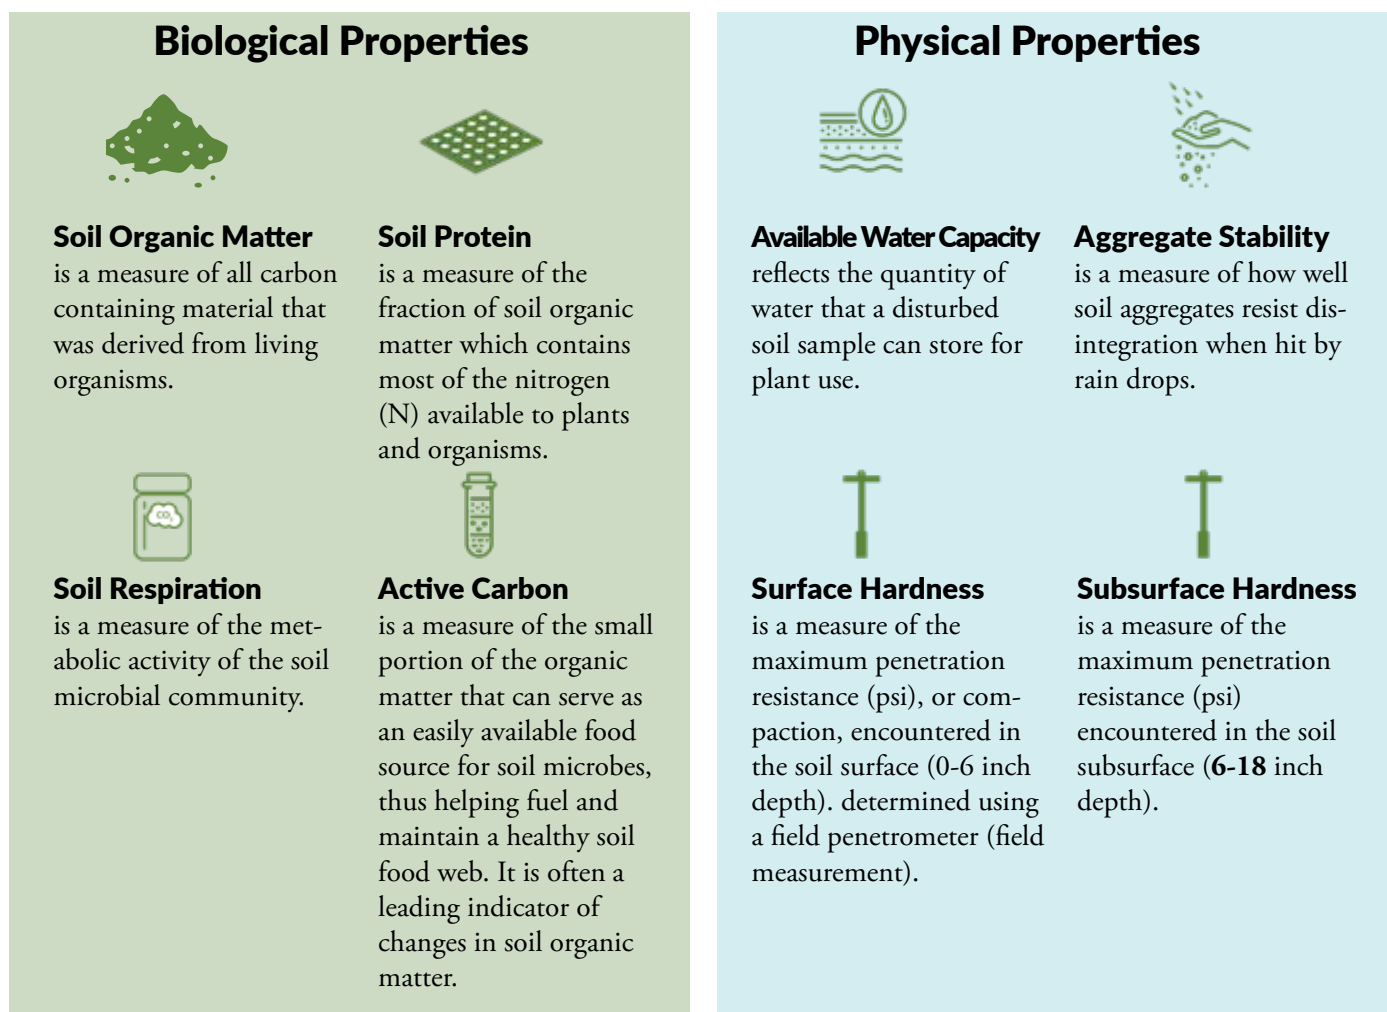 Biological Properties
Soil Organic Matter
is a measure of all carbon
containing material that
was derived from living
organisms.
Soil Protein
is a measure of the
fraction of soil organic
matter which contains
most of the nitrogen
(N) available to plants
and organisms.
CO₂
Soil Respiration
is a measure of the met-
abolic activity of the soil
microbial community.
Active Carbon
is a measure of the small
portion of the organic
matter that can serve as
an easily available food
source for soil microbes,
thus helping fuel and
maintain a healthy soil
food web. It is often a
leading indicator of
changes in soil organic
matter.
Physical Properties
Available Water Capacity
reflects the quantity of
water that a disturbed
soil sample can store for
plant use.
Aggregate Stability
is a measure of how well
soil aggregates resist dis-
integration when hit by
rain drops.
Surface Hardness
is a measure of the
maximum penetration
resistance (psi), or com-
paction, encountered in
the soil surface (0-6 inch
depth). determined using
a field penetrometer (field
measurement).
Subsurface Hardness
is a measure of the
maximum penetration
resistance (psi)
encountered in the soil
subsurface (6-18 inch
depth).